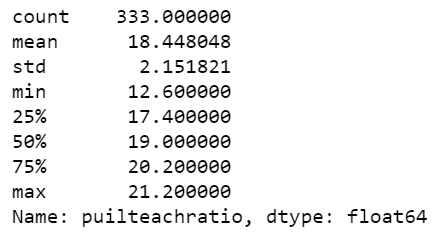 count    333.000000
mean      18.448048
std        2.151821
min       12.600000
25%       17.400000
50%       19.000000
75%       20.200000
max       21.200000
Name: puilteachratio, dtype: float64